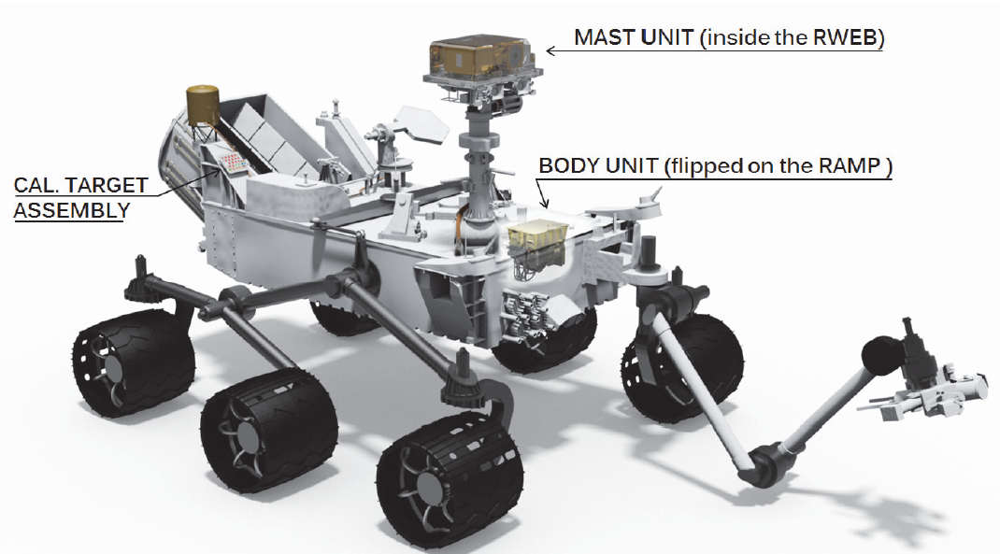 MAST UNIT (inside the RWEB)
BODY UNIT (flipped on the RAMP )
CAL. TARGET
ASSEMBLY